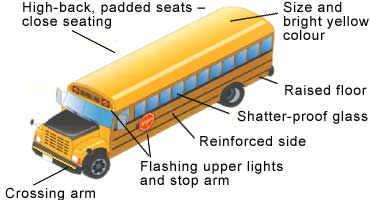 High-back, padded seats –
close seating
Size and
bright yellow
colour
Raised floor
Shatter-proof glass
Reinforced side
Flashing upper lights
and stop arm
Crossing arm